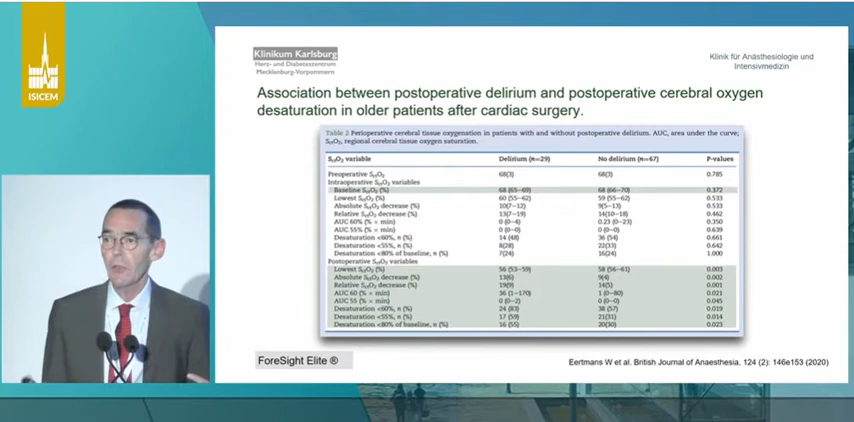 ISICEM
Klinikum Karlsburg
Herz- und Diabeteszentrum
Mecklenburg-Vorpommern
Klinik für Anästhesiologie und
Intensivmedizin
Association between postoperative delirium and postoperative cerebral oxygen
desaturation in older patients after cardiac surgery.
Table 2 Perioperative cerebral tissue oxygenation in patients with and without postoperative delirium. AUC, area under the curve;
SctO2, regional cerebral tissue oxygen saturation.
SctO2 variable Delirium (n=29) No delirium (n=67) P-values
Preoperative SctO2 68(3) 68(3) 0.785
Intraoperative SctO2 variables
Baseline SctO2 (%) 68 (65–69) 68 (66–70) 0.372
Lowest SctO2 (%) 60 (55–62) 59 (55–62) 0.533
Absolute SctO2 decrease (%) 10(7–12) 9(5–13) 0.533
Relative SctO2 decrease (%) 13(7–19) 14(10–18) 0.462
AUC 60% (% × min) 0 (0–4) 0.23 (0–23) 0.350
AUC 55% (% × min) 0 (0–0) 0 (0–0) 0.639
Desaturation <60%, n (%) 14 (48) 36 (54) 0.661
Desaturation <55%, n (%) 8(28) 22(33) 0.642
Desaturation <80% of baseline, n (%) 7(24) 16(24) 1.000
Postoperative SctO2 variables
Lowest SctO2 (%) 56 (53–59) 58 (56–61) 0.003
Absolute SctO2 decrease (%) 13(6) 9(4) 0.002
Relative SctO2 decrease (%) 19(9) 14(5) 0.001
AUC 60 (% × min) 36 (1–170) 1 (0–80) 0.021
AUC 55 (% × min) 0 (0–2) 0 (0–0) 0.045
Desaturation <60%, n (%) 24 (83) 38 (57) 0.019
Desaturation <55%, n (%) 17 (59) 21(31) 0.014
Desaturation <80% of baseline, n (%) 16 (55) 20(30) 0.023
ForeSight Elite ®
Eertmans W et al. British Journal of Anaesthesia, 124 (2): 146e153 (2020)